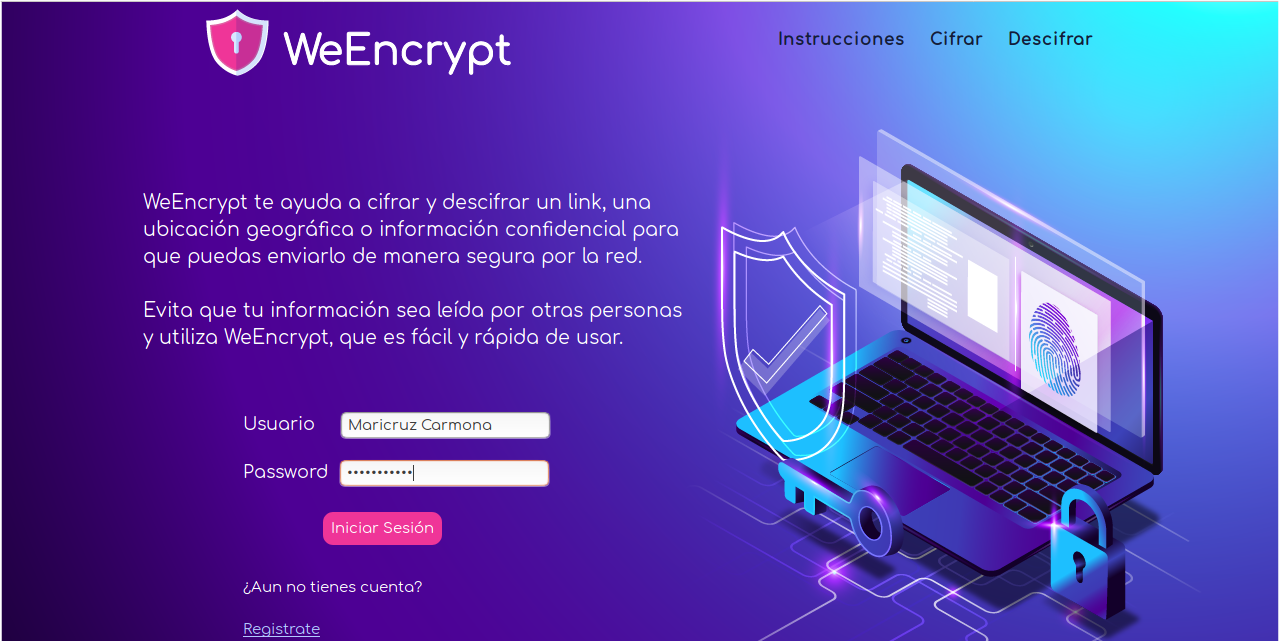 WeEncrypt
Instrucciones Cifrar Descifrar
WeEncrypt te ayuda a cifrar y descifrar un link, una
ubicación geográfica o información confidencial para
que puedas enviarlo de manera segura por la red.
Evita que tu información sea leída por otras personas
y utiliza WeEncrypt, que es fácil y rápida de usar.
Usuario Maricruz Carmona
Password •••••••••••
Iniciar Sesión
¿Aun no tienes cuenta?
Registrate